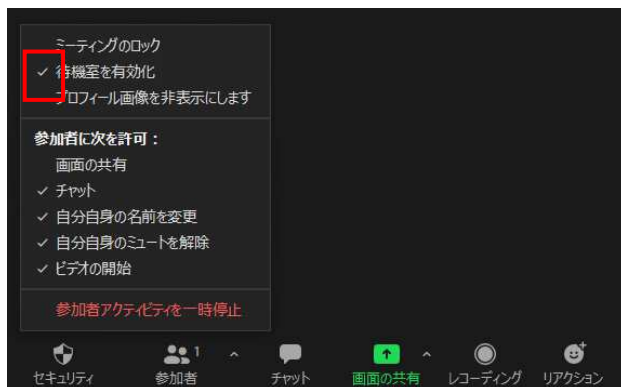 ミーティングのロック
✓ 待機室を有効化
プロフィール画像を非表示にします
参加者に次を許可：
画面の共有
✓ チャット
✓ 自分自身の名前を変更
✓ 自分自身のミュートを解除
✓ ビデオの開始
参加者アクティビティを一時停止
1
セキュリティ 参加者 チャット 画面の共有 レコーディング リアクション